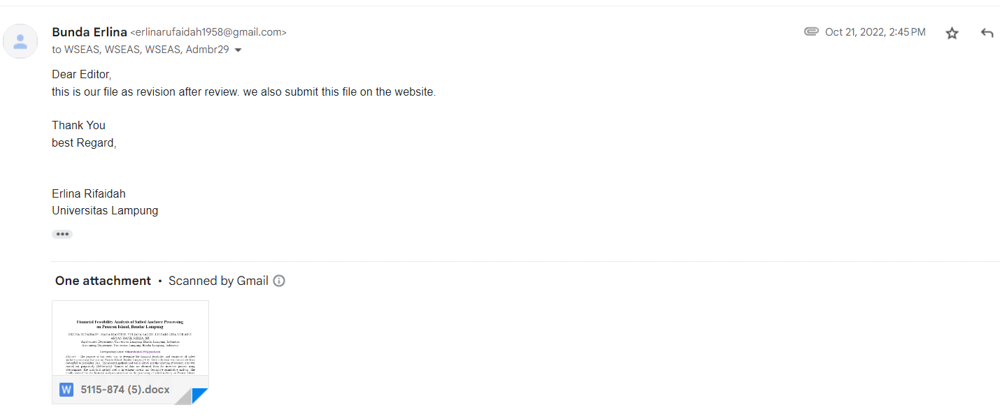 Bunda Erlina <erlinarufaidah1958@gmail.com>
Oct 21, 2022, 2:45 PM
to WSEAS, WSEAS, WSEAS, Admbr29
Dear Editor,
this is our file as revision after review. we also submit this file on the website.
Thank You
best Regard,
Erlina Rifaidah
Universitas Lampung
One attachment • Scanned by Gmail
Financial Feasibility Analysis of Salted Anchovy Processing
on Pasaran Island, Bandar Lampung
W 5115-874 (5).docx